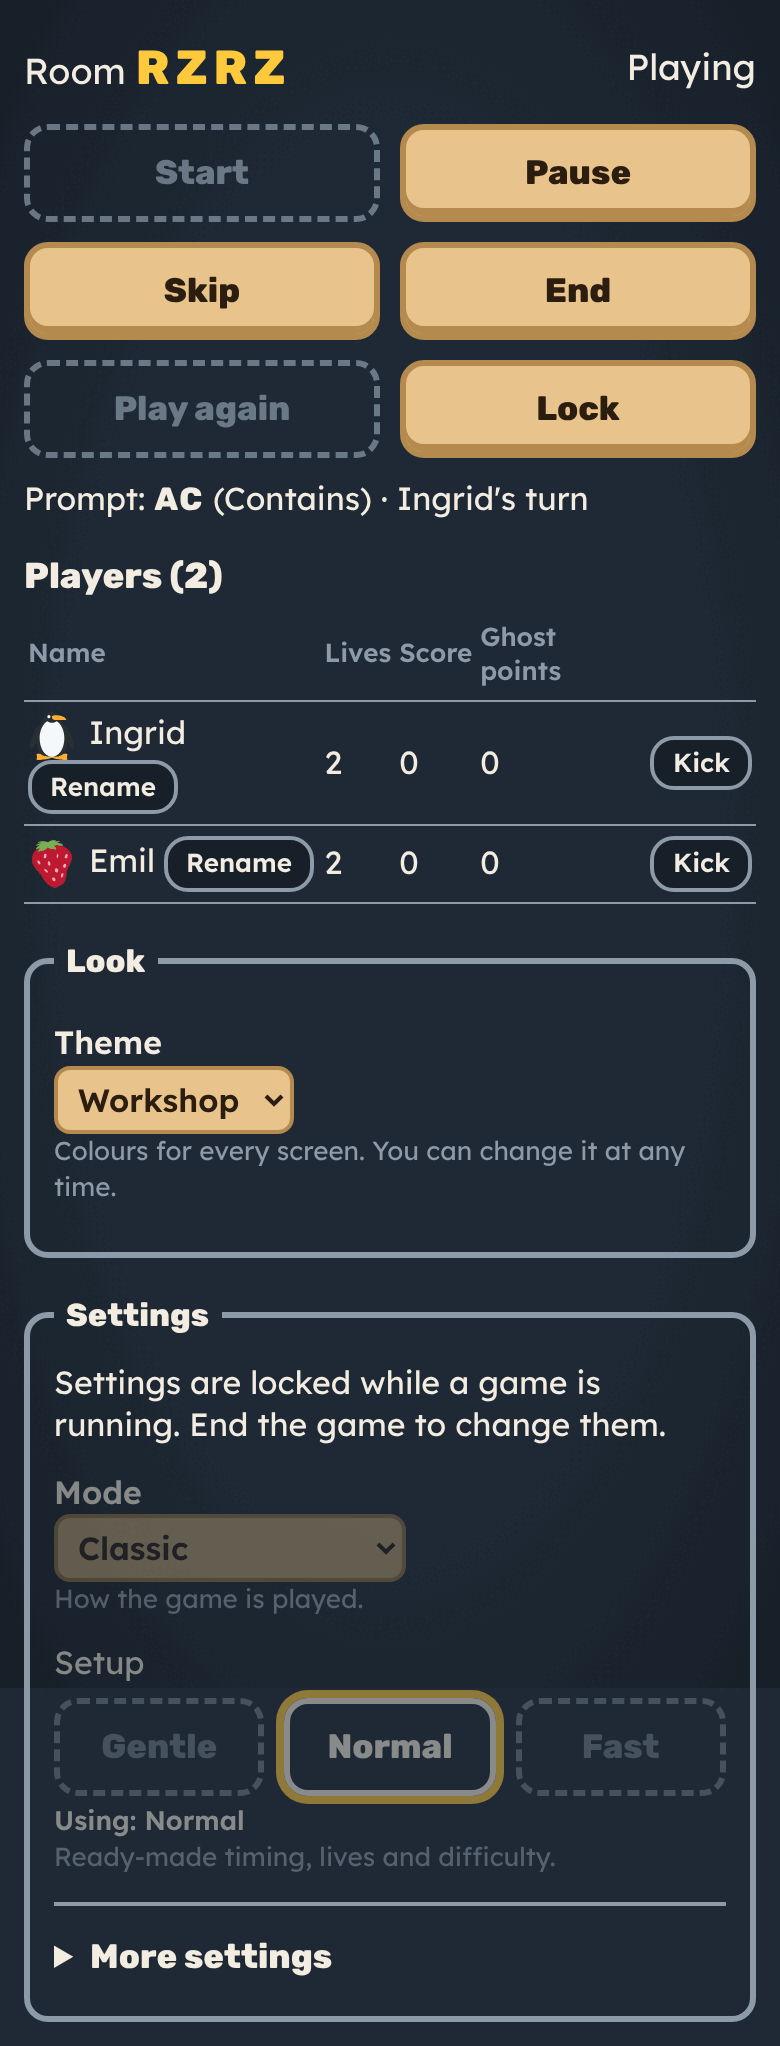 Room RZRZ Playing
Start Pause
Skip End
Play again Lock
Prompt: AC (Contains) · Ingrid's turn
Players (2)
Name Lives Score Ghost points
Ingrid Rename 2 0 0 Kick
Emil Rename 2 0 0 Kick
Look
Theme
Workshop
Colours for every screen. You can change it at any
time.
Settings
Settings are locked while a game is
running. End the game to change them.
Mode
Classic
How the game is played.
Setup
Gentle Normal Fast
Using: Normal
Ready-made timing, lives and difficulty.
More settings